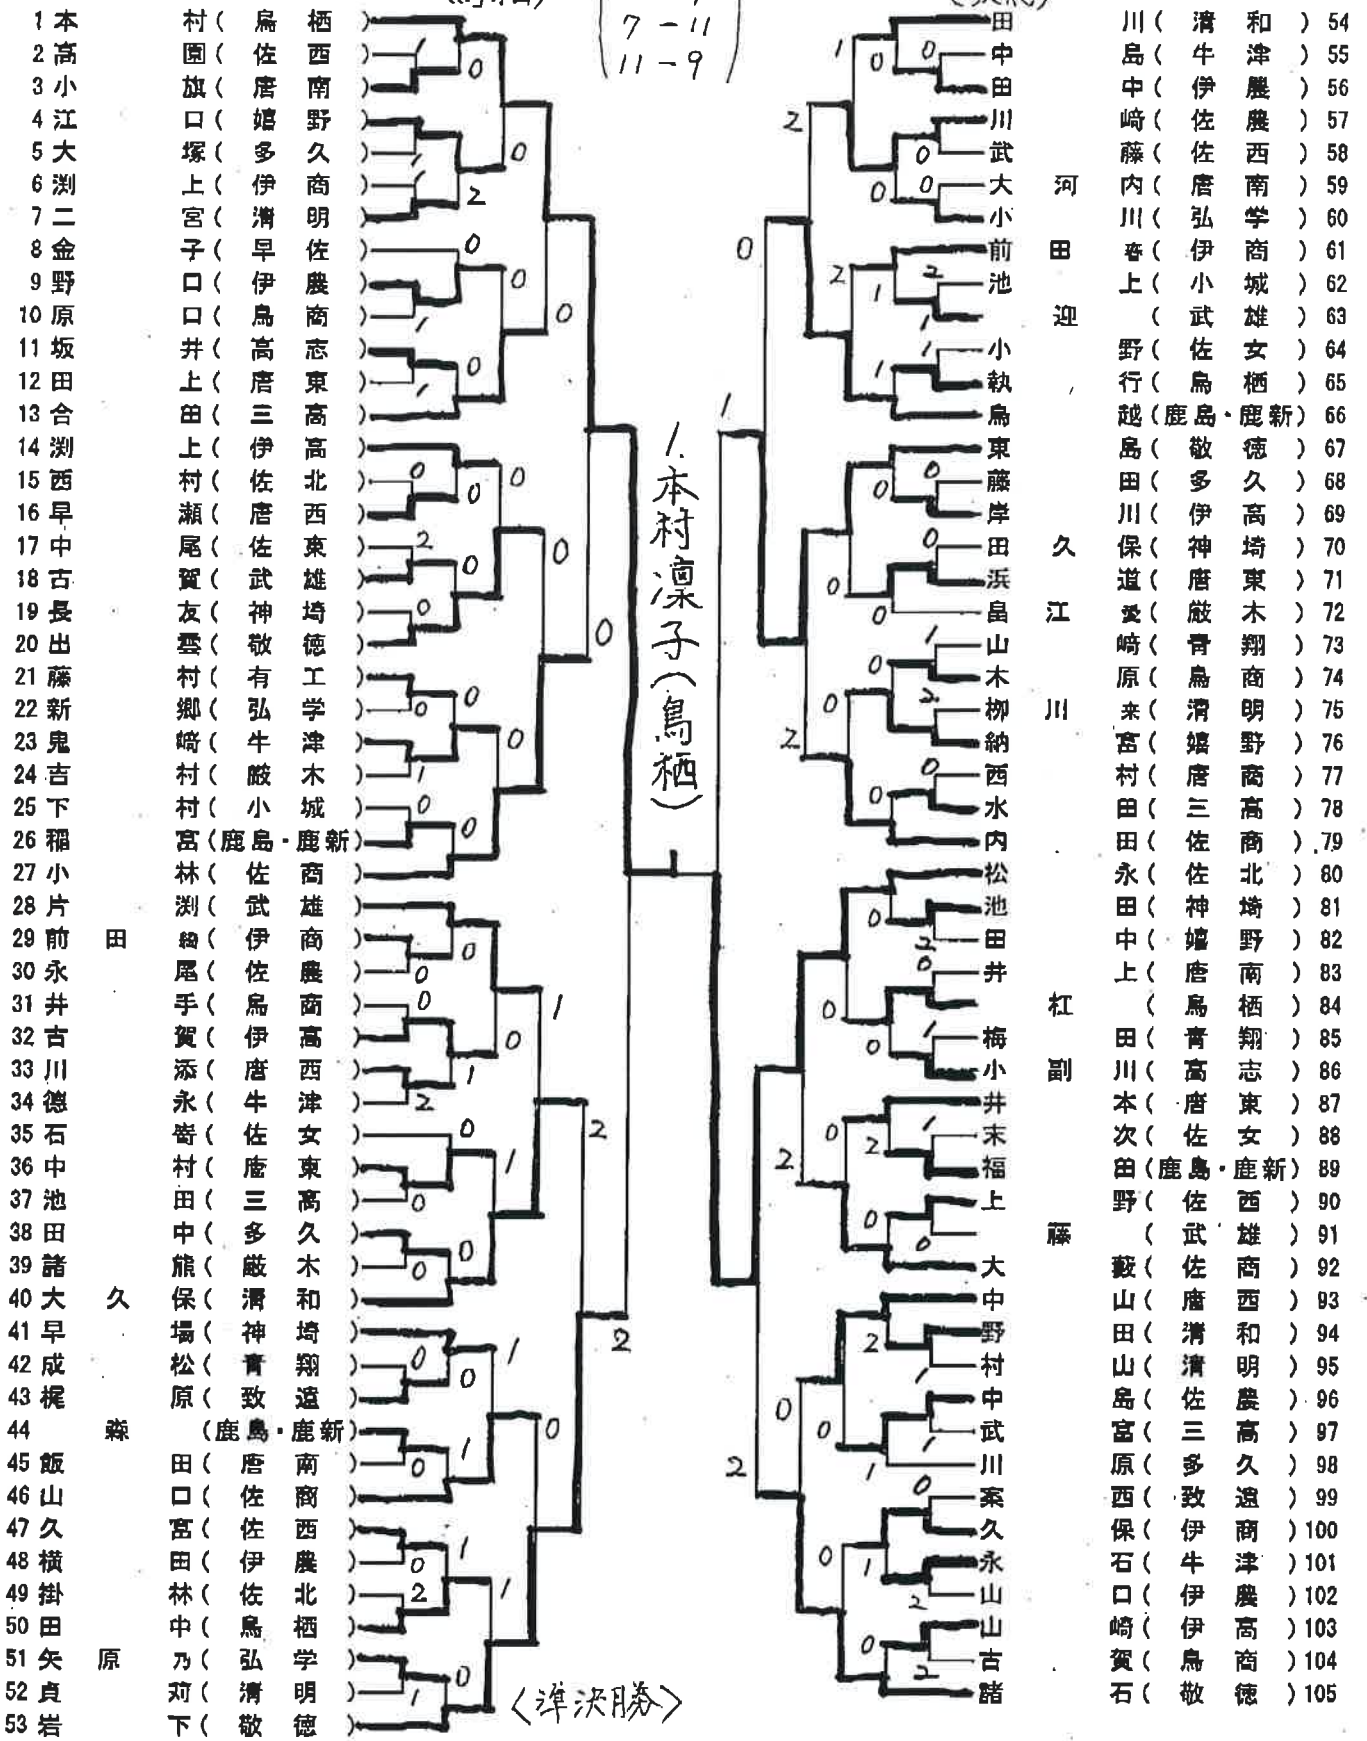 7 - 11
11 - 9
1 本 村 ( 鳥 栖 )
2 高 園 ( 佐 西 )
3 小 旗 ( 唐 南 )
4 江 口 ( 嬉 野 )
5 大 塚 ( 多 久 )
6 渕 上 ( 伊 商 )
7 二 宮 ( 清 明 )
8 金 子 ( 早 佐 )
9 野 口 ( 伊 農 )
10 原 口 ( 鳥 商 )
11 坂 井 ( 高 志 )
12 田 上 ( 唐 東 )
13 合 田 ( 三 高 )
14 渕 上 ( 伊 高 )
15 西 村 ( 佐 北 )
16 早 瀬 ( 唐 西 )
17 中 尾 ( 佐 東 )
18 古 賀 ( 武 雄 )
19 長 友 ( 神 埼 )
20 出 雲 ( 敬 徳 )
21 藤 村 ( 有 工 )
22 新 郷 ( 弘 学 )
23 鬼 﨑 ( 牛 津 )
24 吉 村 ( 厳 木 )
25 下 村 ( 小 城 )
26 稲 富 (鹿島・鹿新)
27 小 林 ( 佐 商 )
28 片 渕 ( 武 雄 )
29 前 田 ( 伊 商 )
30 永 尾 ( 佐 農 )
31 井 手 ( 鳥 商 )
32 古 賀 ( 伊 高 )
33 川 添 ( 唐 西 )
34 徳 永 ( 牛 津 )
35 石 嵜 ( 佐 女 )
36 中 村 ( 唐 東 )
37 池 田 ( 三 高 )
38 田 中 ( 多 久 )
39 諸 熊 ( 厳 木 )
40 大 久 保 ( 清 和 )
41 早 場 ( 神 埼 )
42 成 松 ( 青 翔 )
43 梶 原 ( 致 遠 )
44 森 (鹿島・鹿新)
45 飯 田 ( 唐 南 )
46 山 口 ( 佐 商 )
47 久 富 ( 佐 西 )
48 横 田 ( 伊 農 )
49 掛 林 ( 佐 北 )
50 田 中 ( 鳥 栖 )
51 矢 原 乃 ( 弘 学 )
52 貞 苅 ( 清 明 )
53 岩 下 ( 敬 徳 )
1.本村凜子(鳥栖)
<準決勝>
田 川 ( 清 和 ) 54
中 島 ( 牛 津 ) 55
田 中 ( 伊 農 ) 56
川 﨑 ( 佐 農 ) 57
武 藤 ( 佐 西 ) 58
大 河 内 ( 唐 南 ) 59
小 川 ( 弘 学 ) 60
前 田 ( 伊 商 ) 61
池 上 ( 小 城 ) 62
迎 ( 武 雄 ) 63
小 野 ( 佐 女 ) 64
執 行 ( 鳥 栖 ) 65
鳥 越 (鹿島・鹿新) 66
東 島 ( 敬 徳 ) 67
藤 田 ( 多 久 ) 68
岸 川 ( 伊 高 ) 69
田 久 保 ( 神 埼 ) 70
浜 道 ( 唐 東 ) 71
畠 江 愛 ( 厳 木 ) 72
山 﨑 ( 青 翔 ) 73
木 原 ( 鳥 商 ) 74
柳 川 来 ( 清 明 ) 75
納 富 ( 嬉 野 ) 76
西 村 ( 唐 商 ) 77
水 田 ( 三 高 ) 78
内 田 ( 佐 商 ) 79
松 永 ( 佐 北 ) 80
池 田 ( 神 埼 ) 81
田 中 ( 嬉 野 ) 82
井 上 ( 唐 南 ) 83
杠 ( 鳥 栖 ) 84
梅 田 ( 青 翔 ) 85
小 副 川 ( 高 志 ) 86
井 本 ( 唐 東 ) 87
末 次 ( 佐 女 ) 88
福 田 (鹿島・鹿新) 89
上 野 ( 佐 西 ) 90
藤 ( 武 雄 ) 91
大 薮 ( 佐 商 ) 92
中 山 ( 唐 西 ) 93
野 田 ( 清 和 ) 94
村 山 ( 清 明 ) 95
中 島 ( 佐 農 ) 96
武 富 ( 三 高 ) 97
川 原 ( 多 久 ) 98
案 西 ( 致 遠 ) 99
久 保 ( 伊 商 ) 100
永 石 ( 牛 津 ) 101
山 口 ( 伊 農 ) 102
山 﨑 ( 伊 高 ) 103
古 賀 ( 鳥 商 ) 104
諸 石 ( 敬 徳 ) 105